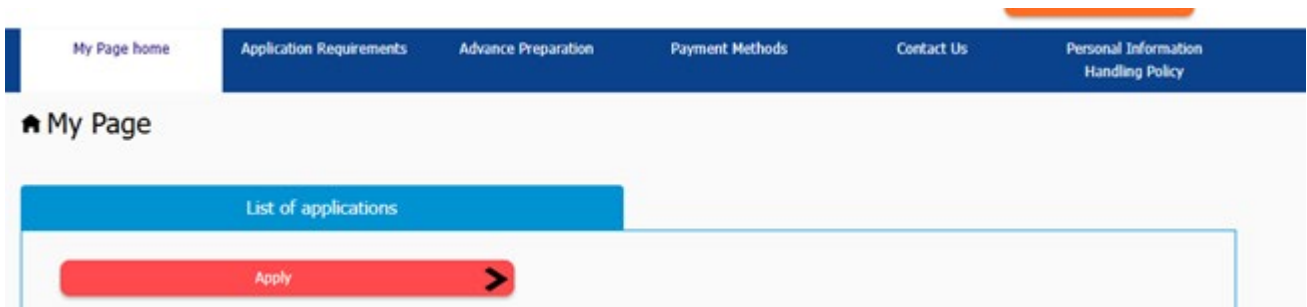 My Page home
Application Requirements
Advance Preparation
Payment Methods
Contact Us
Personal Information
Handling Policy
My Page
List of applications
Apply